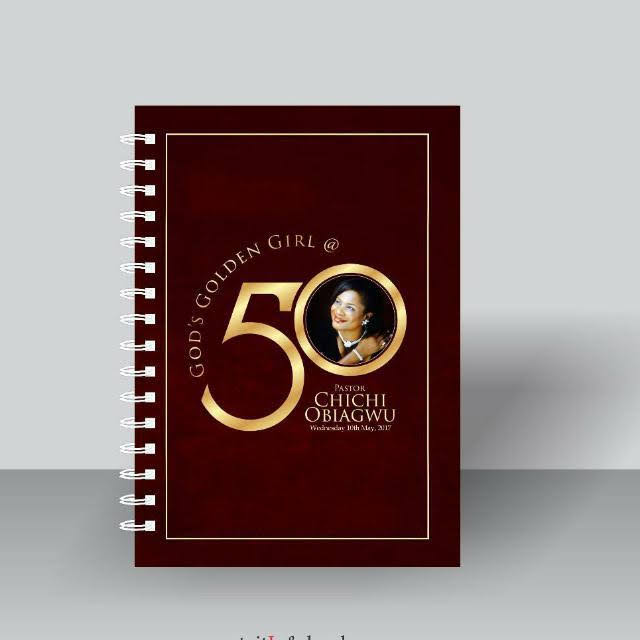 GOD'S GOLDEN GIRL @
50
PASTOR
CHICHI
OBIAGWU
Wednesday 10th May, 2017